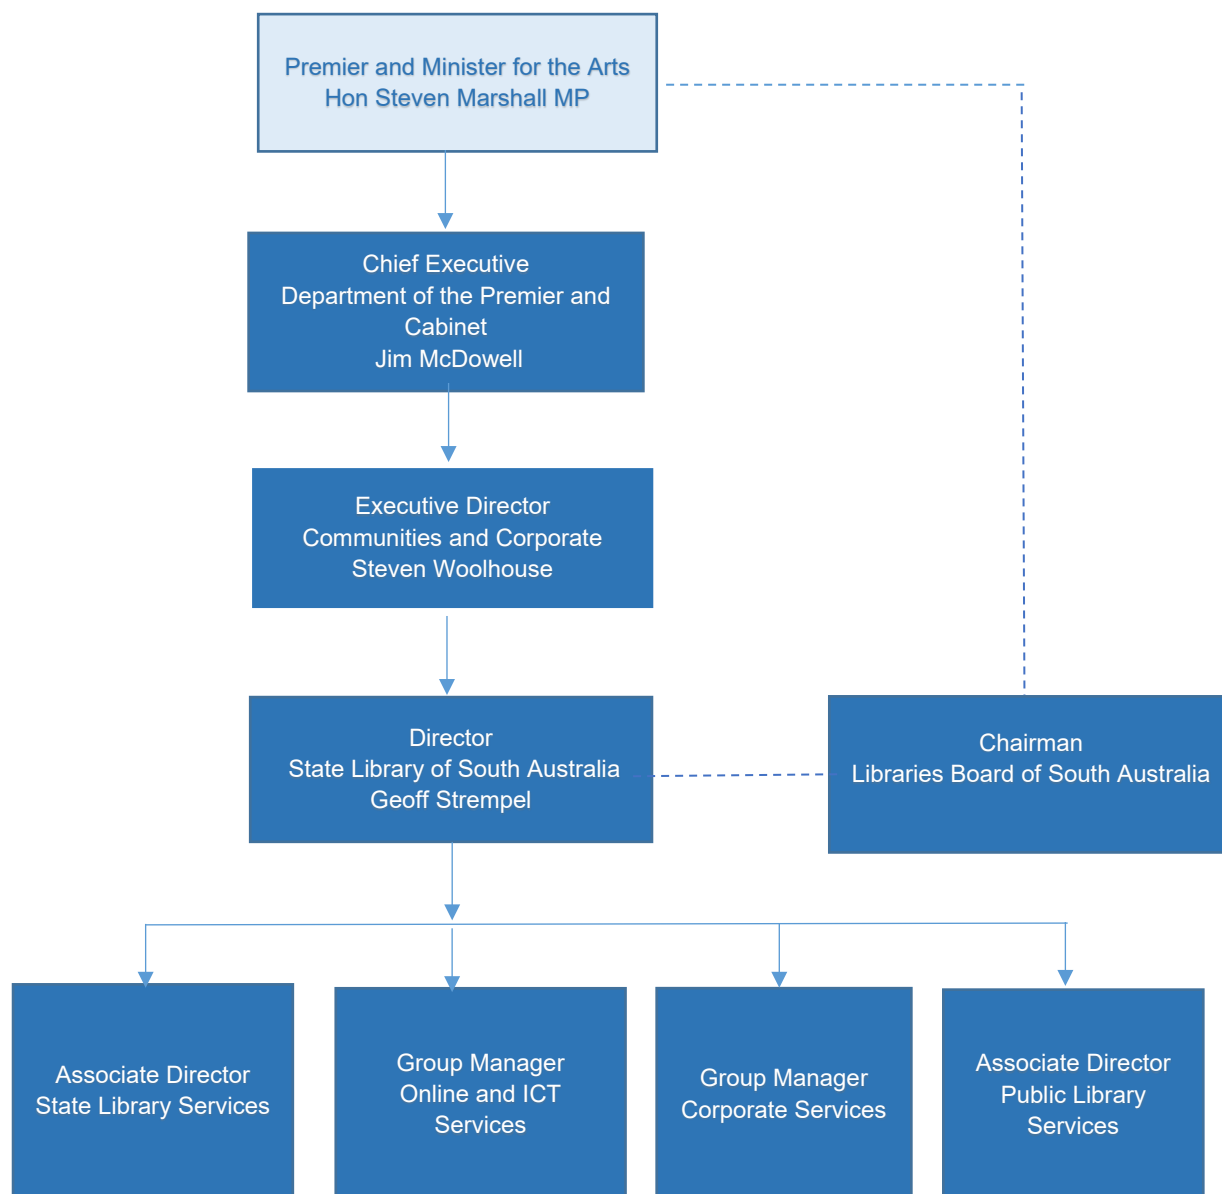 Premier and Minister for the Arts
Hon Steven Marshall MP
Chief Executive
Department of the Premier and
Cabinet
Jim McDowell
Executive Director
Communities and Corporate
Steven Woolhouse
Director
State Library of South Australia
Geoff Strempel
Chairman
Libraries Board of South Australia
Associate Director
State Library Services
Group Manager
Online and ICT
Services
Group Manager
Corporate Services
Associate Director
Public Library
Services